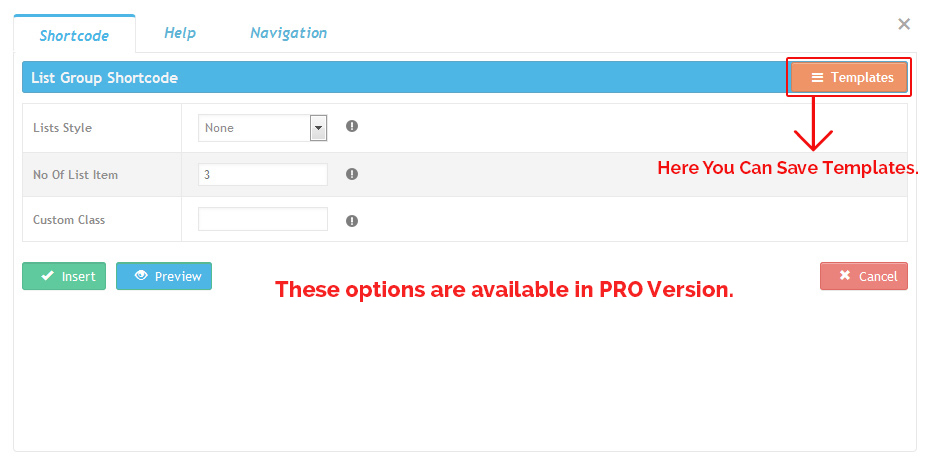 Shortcode Help Navigation
List Group Shortcode Templates
Lists Style None
Here You Can Save Templates.
No Of List Item 3
Custom Class
Insert Preview Cancel
These options are available in PRO Version.